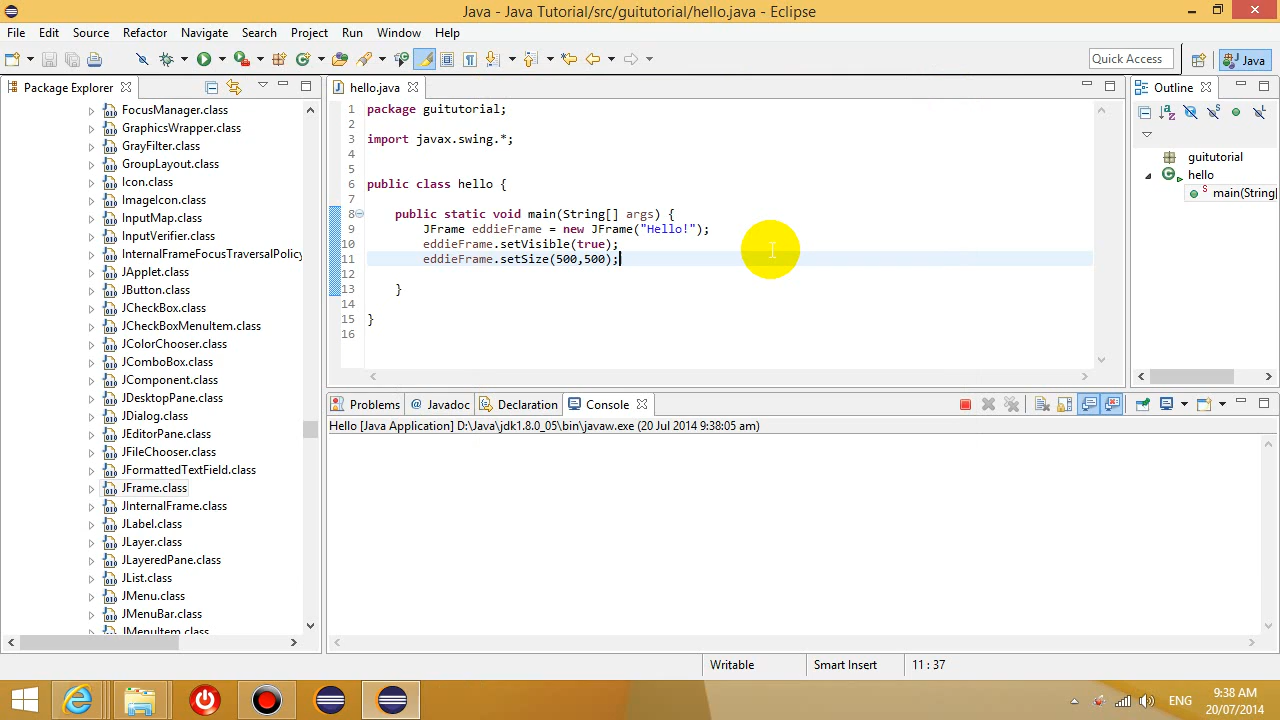 Java - Java Tutorial/src/guitutorial/hello.java - Eclipse
File Edit Source Refactor Navigate Search Project Run Window Help
Quick Access
Java
Package Explorer
FocusManager.class
GraphicsWrapper.class
GrayFilter.class
GroupLayout.class
Icon.class
ImageIcon.class
InputMap.class
InputVerifier.class
InternalFrameFocusTraversalPolicy
JApplet.class
JButton.class
JCheckBox.class
JCheckBoxMenuItem.class
JColorChooser.class
JComboBox.class
JComponent.class
JDesktopPane.class
JDialog.class
JEditorPane.class
JFileChooser.class
JFormattedTextField.class
JFrame.class
JInternalFrame.class
JLabel.class
JLayer.class
JLayeredPane.class
JList.class
JMenu.class
JMenuBar.class
JMenuItem.class
hello.java
1 package guitutorial;
2
3 import javax.swing.*;
4
5
6 public class hello {
7
8 public static void main(String[] args) {
9 JFrame eddieFrame = new JFrame("Hello!");
10 eddieFrame.setVisible(true);
11 eddieFrame.setSize(500,500);
12
13 }
14
15 }
16
Outline
guitutorial
hello
main(String[
Problems @ Javadoc Declaration Console
Hello [Java Application] D:\Java\jdk1.8.0_05\bin\javaw.exe (20 Jul 2014 9:38:05 am)
Writable Smart Insert 11 : 37
ENG
9:38 AM
20/07/2014